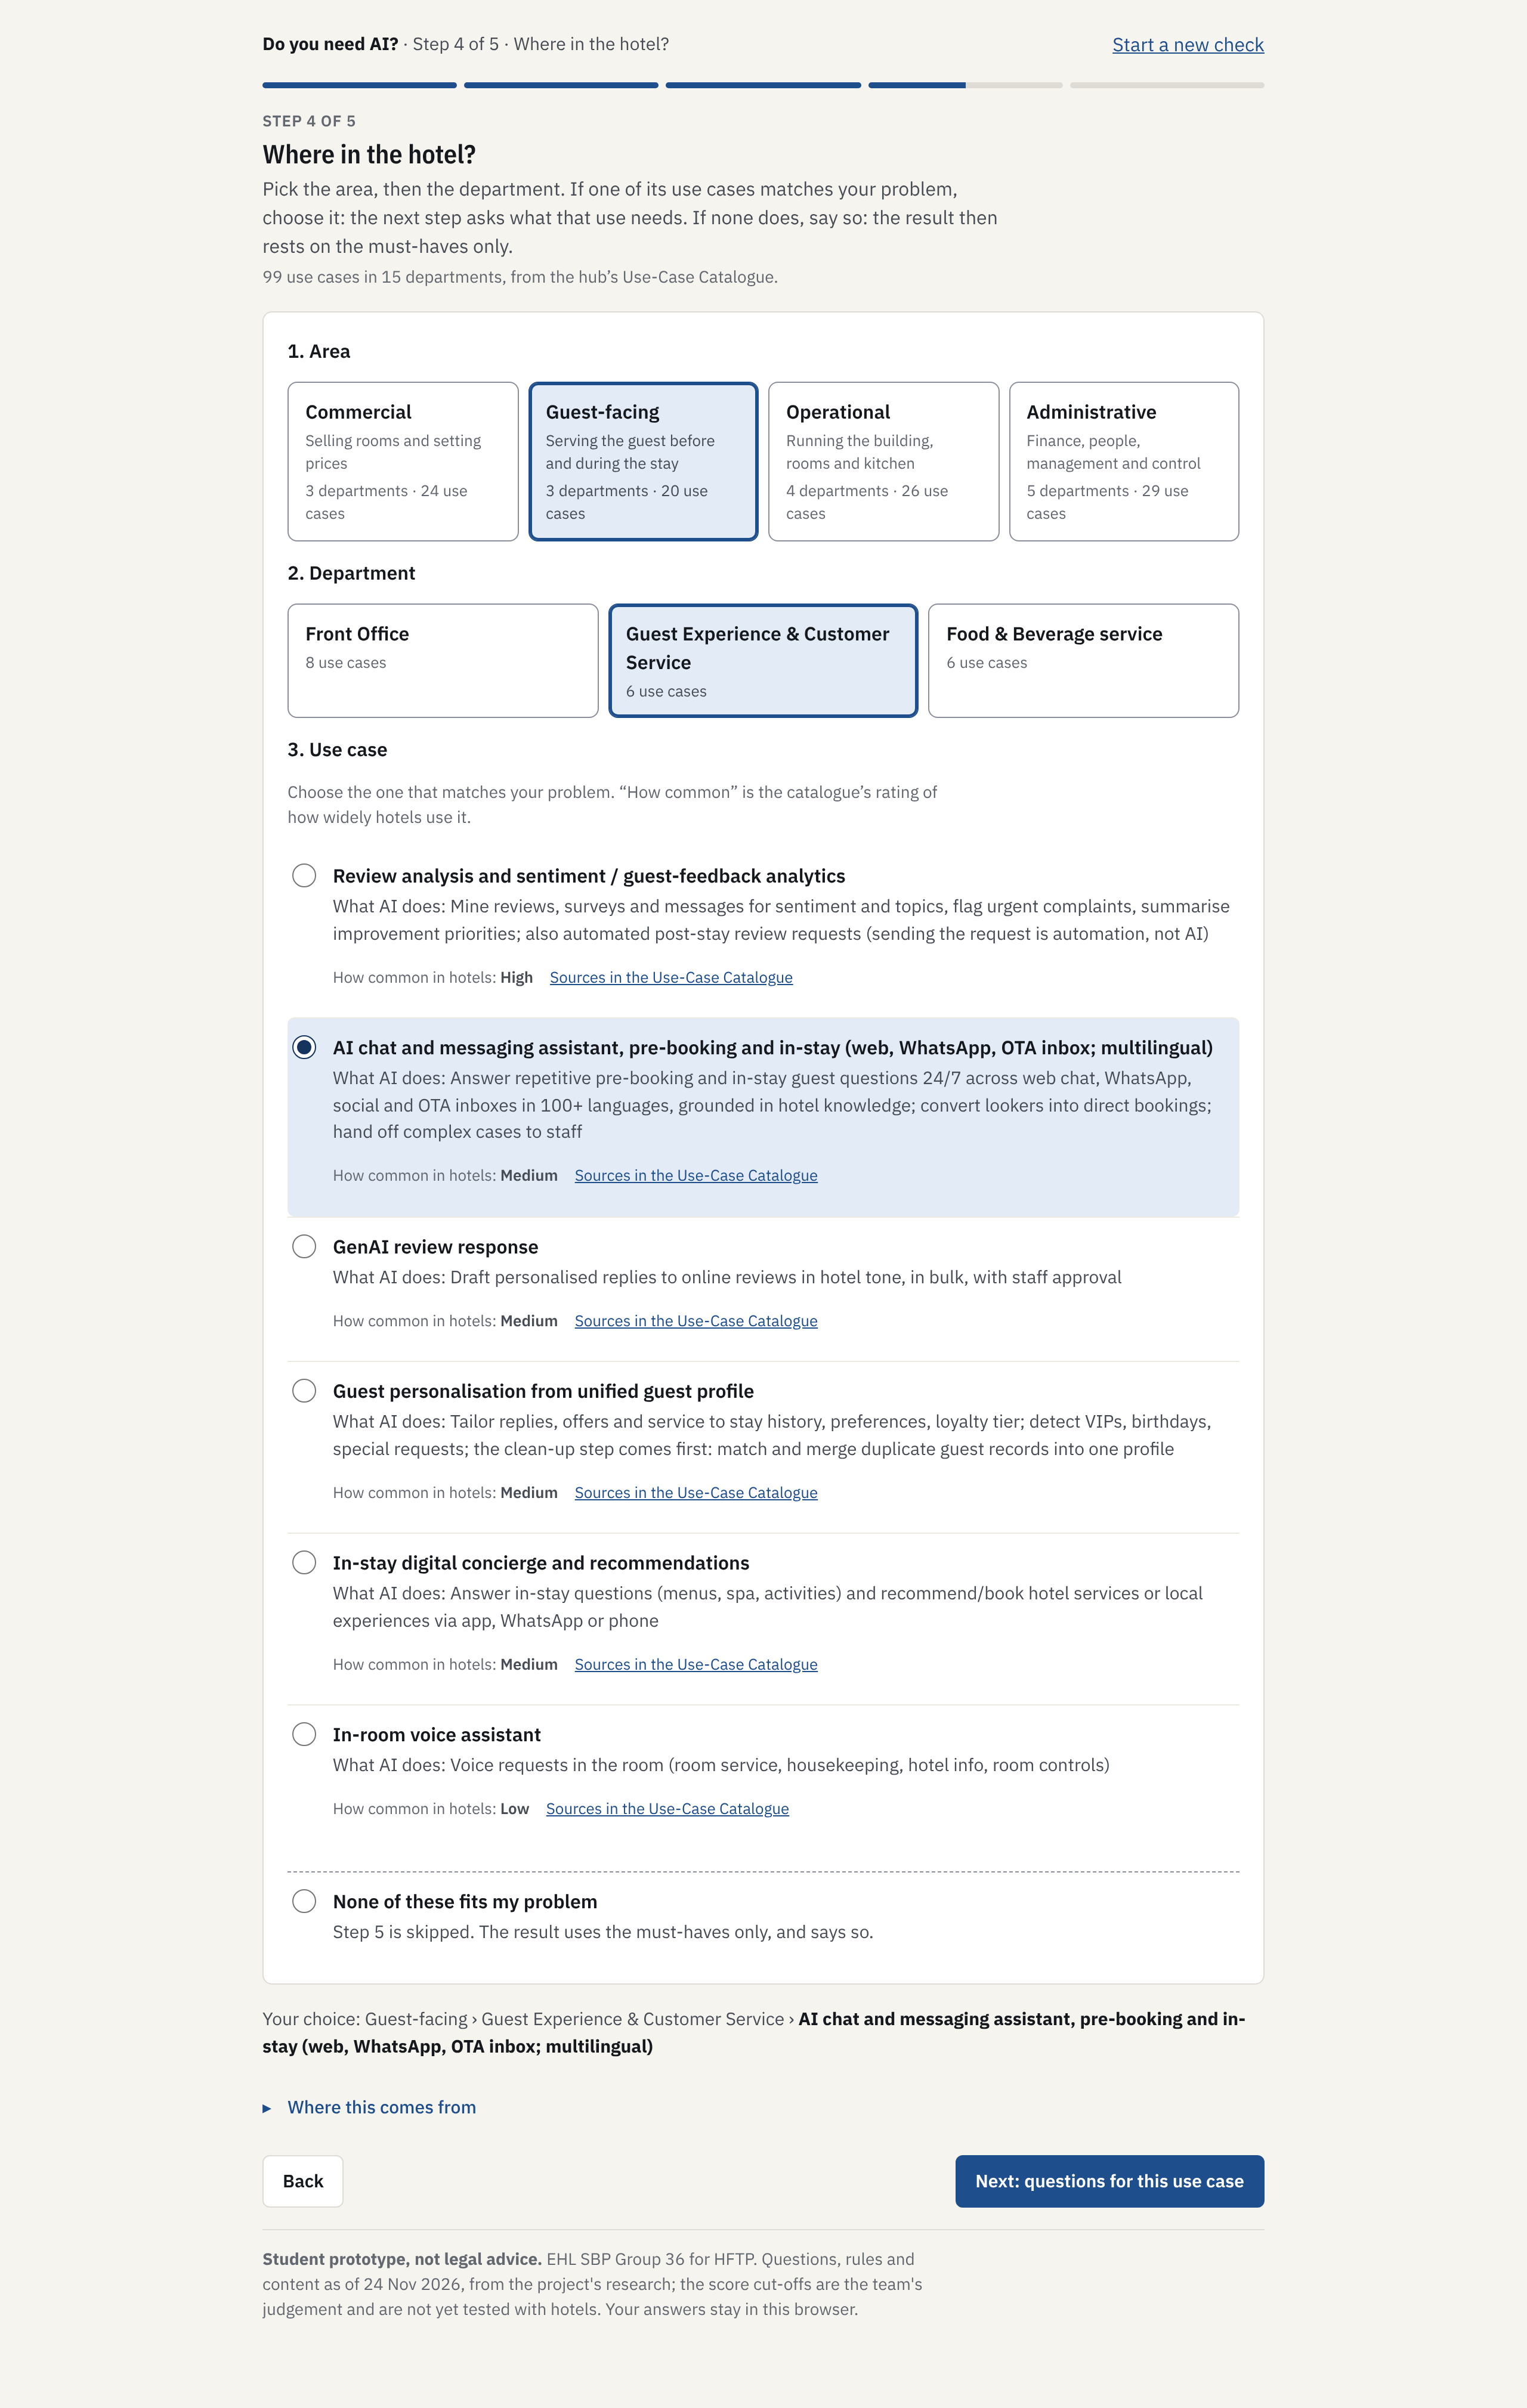 Do you need AI? · Step 4 of 5 · Where in the hotel?
Start a new check
STEP 4 OF 5
Where in the hotel?
Pick the area, then the department. If one of its use cases matches your problem,
choose it: the next step asks what that use needs. If none does, say so: the result then
rests on the must-haves only.
99 use cases in 15 departments, from the hub’s Use-Case Catalogue.
1. Area
Commercial
Selling rooms and setting
prices
3 departments · 24 use
cases
Guest-facing
Serving the guest before
and during the stay
3 departments · 20 use
cases
Operational
Running the building,
rooms and kitchen
4 departments · 26 use
cases
Administrative
Finance, people,
management and control
5 departments · 29 use
cases
2. Department
Front Office
8 use cases
Guest Experience & Customer
Service
6 use cases
Food & Beverage service
6 use cases
3. Use case
Choose the one that matches your problem. “How common” is the catalogue’s rating of
how widely hotels use it.
Review analysis and sentiment / guest-feedback analytics
What AI does: Mine reviews, surveys and messages for sentiment and topics, flag urgent complaints, summarise
improvement priorities; also automated post-stay review requests (sending the request is automation, not AI)
How common in hotels: High Sources in the Use-Case Catalogue
AI chat and messaging assistant, pre-booking and in-stay (web, WhatsApp, OTA inbox; multilingual)
What AI does: Answer repetitive pre-booking and in-stay guest questions 24/7 across web chat, WhatsApp,
social and OTA inboxes in 100+ languages, grounded in hotel knowledge; convert lookers into direct bookings;
hand off complex cases to staff
How common in hotels: Medium Sources in the Use-Case Catalogue
GenAI review response
What AI does: Draft personalised replies to online reviews in hotel tone, in bulk, with staff approval
How common in hotels: Medium Sources in the Use-Case Catalogue
Guest personalisation from unified guest profile
What AI does: Tailor replies, offers and service to stay history, preferences, loyalty tier; detect VIPs, birthdays,
special requests; the clean-up step comes first: match and merge duplicate guest records into one profile
How common in hotels: Medium Sources in the Use-Case Catalogue
In-stay digital concierge and recommendations
What AI does: Answer in-stay questions (menus, spa, activities) and recommend/book hotel services or local
experiences via app, WhatsApp or phone
How common in hotels: Medium Sources in the Use-Case Catalogue
In-room voice assistant
What AI does: Voice requests in the room (room service, housekeeping, hotel info, room controls)
How common in hotels: Low Sources in the Use-Case Catalogue
None of these fits my problem
Step 5 is skipped. The result uses the must-haves only, and says so.
Your choice: Guest-facing › Guest Experience & Customer Service › AI chat and messaging assistant, pre-booking and in-
stay (web, WhatsApp, OTA inbox; multilingual)
▸ Where this comes from
Back
Next: questions for this use case
Student prototype, not legal advice. EHL SBP Group 36 for HFTP. Questions, rules and
content as of 24 Nov 2026, from the project's research; the score cut-offs are the team's
judgement and are not yet tested with hotels. Your answers stay in this browser.